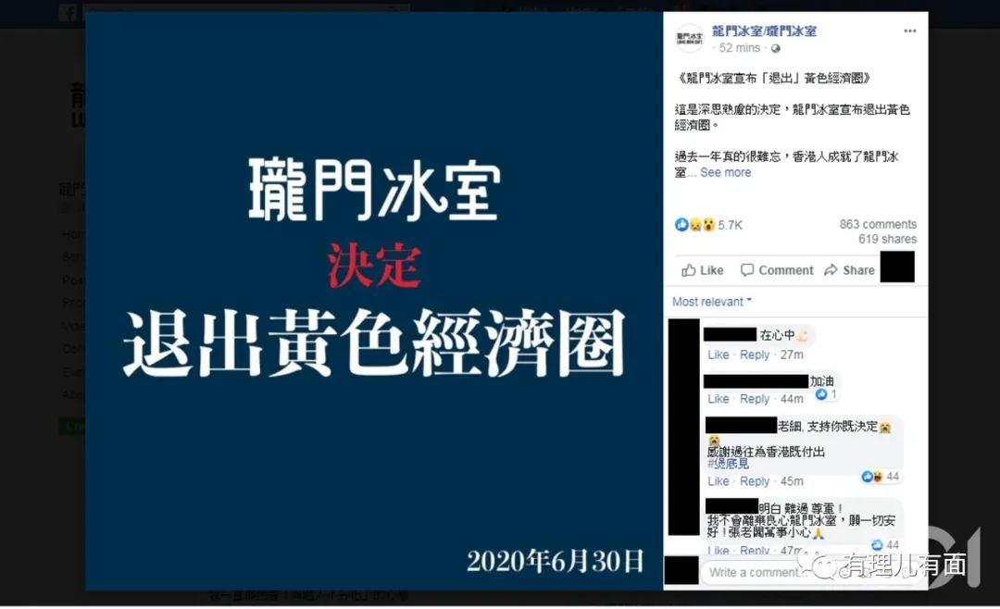 瓏門冰室
決定
退出黃色經濟圈
2020年6月30日
龍門冰室/瓏門冰室
52 mins
《龍門冰室宣布「退出」黃色經濟圈》
這是深思熟慮的決定，龍門冰室宣布退出黃色
經濟圈。
過去一年真的很難忘，香港人成就了龍門冰
室... See more
5.7K
863 comments
619 shares
Like Comment Share
Most relevant
在心中
Like · Reply · 27m
加油
1
Like · Reply · 44m
老細, 支持你既決定😭
😭
感謝過往為香港既付出
#煲底見
Like · Reply · 45m
44
明白 難過 尊重！
我不會離棄良心龍門冰室，願一切安
好！張老闆萬事小心🙏
44
Like · Reply · 47m
Write a comment...
有理儿有面